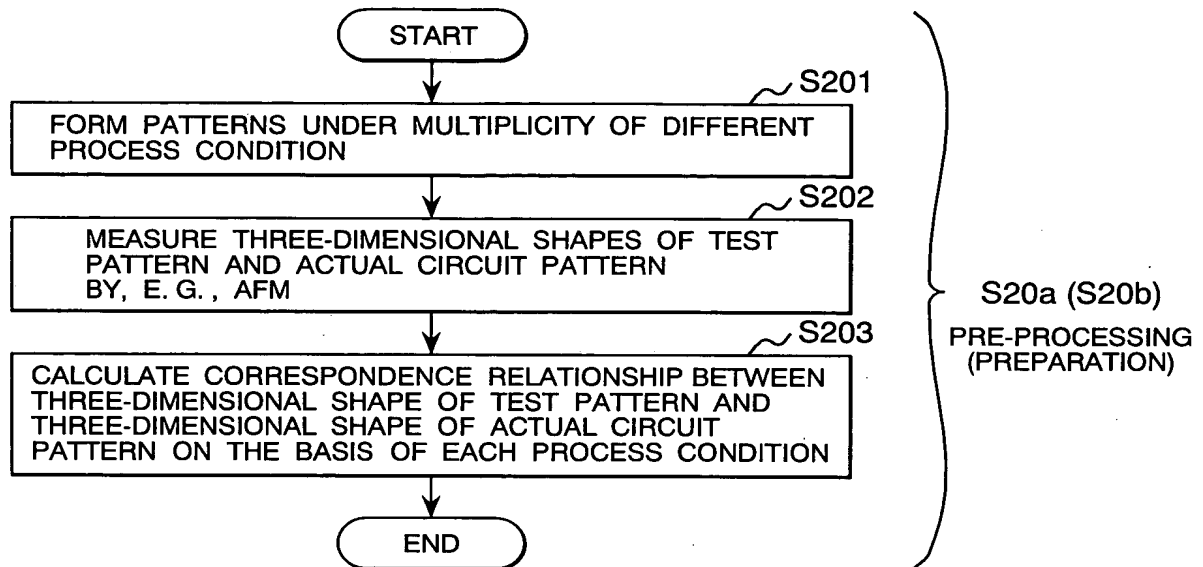 START
S201
FORM PATTERNS UNDER MULTIPLICITY OF DIFFERENT
PROCESS CONDITION
S202
MEASURE THREE-DIMENSIONAL SHAPES OF TEST
PATTERN AND ACTUAL CIRCUIT PATTERN
BY, E. G., AFM
S203
CALCULATE CORRESPONDENCE RELATIONSHIP BETWEEN
THREE-DIMENSIONAL SHAPE OF TEST PATTERN AND
THREE-DIMENSIONAL SHAPE OF ACTUAL CIRCUIT
PATTERN ON THE BASIS OF EACH PROCESS CONDITION
END
S20a (S20b)
PRE-PROCESSING
(PREPARATION)